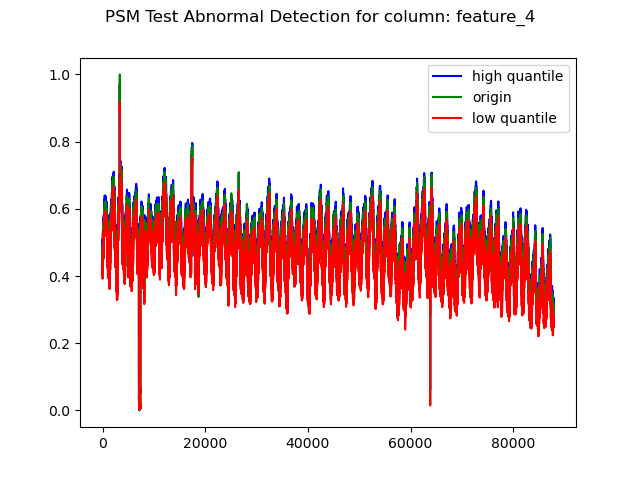 PSM Test Abnormal Detection for column: feature_4
high quantile
origin
low quantile
1.0
0.8
0.6
0.4
0.2
0.0
0 20000 40000 60000 80000